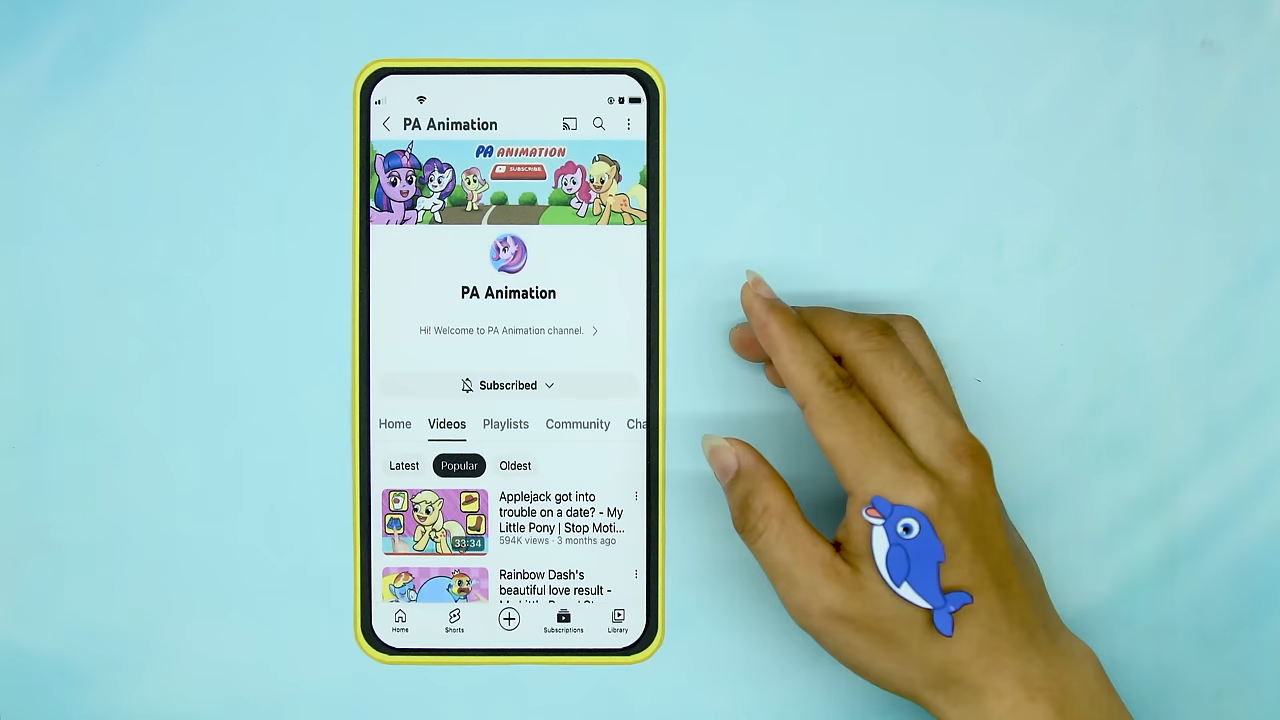 PA Animation
PA ANIMATION
SUBSCRIBE
PA Animation
Hi! Welcome to PA Animation channel.
Subscribed
Home Videos Playlists Community Cha
Latest Popular Oldest
Applejack got into
trouble on a date? - My
Little Pony | Stop Moti...
33:34
594K views · 3 months ago
Rainbow Dash's
beautiful love result -
Home Shorts Subscriptions Library